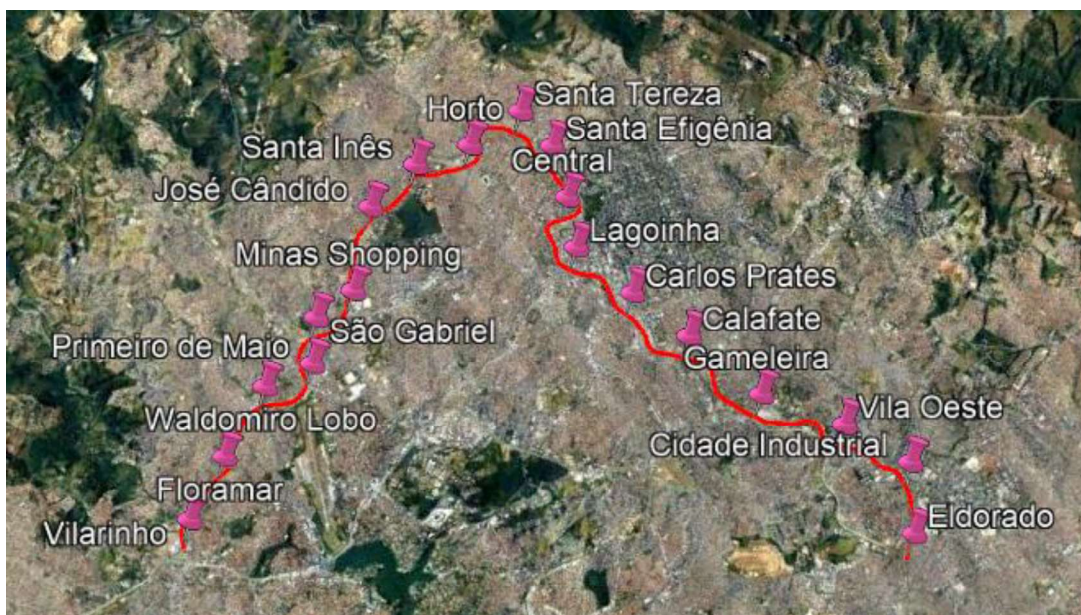 Santa Tereza
Horto
Santa Efigênia
Santa Inês
Central
José Cândido
Lagoinha
Minas Shopping
Carlos Prates
Calafate
São Gabriel
Primeiro de Maio
Gameleira
Vila Oeste
Waldomiro Lobo
Cidade Industrial
Floramar
Eldorado
Vilarinho